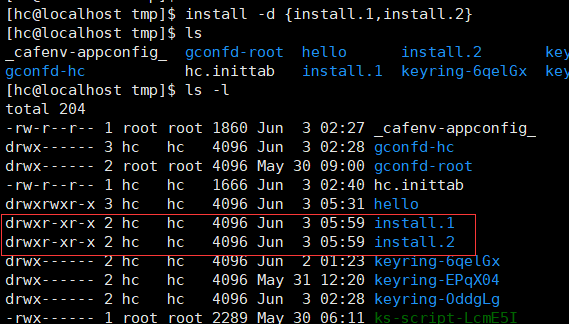 [hc@localhost tmp]$ install -d {install.1,install.2}
[hc@localhost tmp]$ ls
_cafenv-appconfig_ gconfd-root hello install.2 key
gconfd-hc hc.inittab install.1 keyring-6qelGx key
[hc@localhost tmp]$ ls -l
total 204
-rw-r--r-- 1 root root 1860 Jun 3 02:27 _cafenv-appconfig_
drwx------ 3 hc hc 4096 Jun 3 02:28 gconfd-hc
drwx------ 2 root root 4096 May 30 09:00 gconfd-root
-rw-r--r-- 1 hc hc 1666 Jun 3 02:40 hc.inittab
drwxrwxr-x 3 hc hc 4096 Jun 3 05:31 hello
drwxr-xr-x 2 hc hc 4096 Jun 3 05:59 install.1
drwxr-xr-x 2 hc hc 4096 Jun 3 05:59 install.2
drwx------ 2 hc hc 4096 Jun 2 01:23 keyring-6qelGx
drwx------ 2 hc hc 4096 May 31 12:20 keyring-EPqX04
drwx------ 2 hc hc 4096 Jun 3 02:28 keyring-OddgLg
-rwx------ 1 root root 2289 May 30 06:11 ks-script-LcmE5I